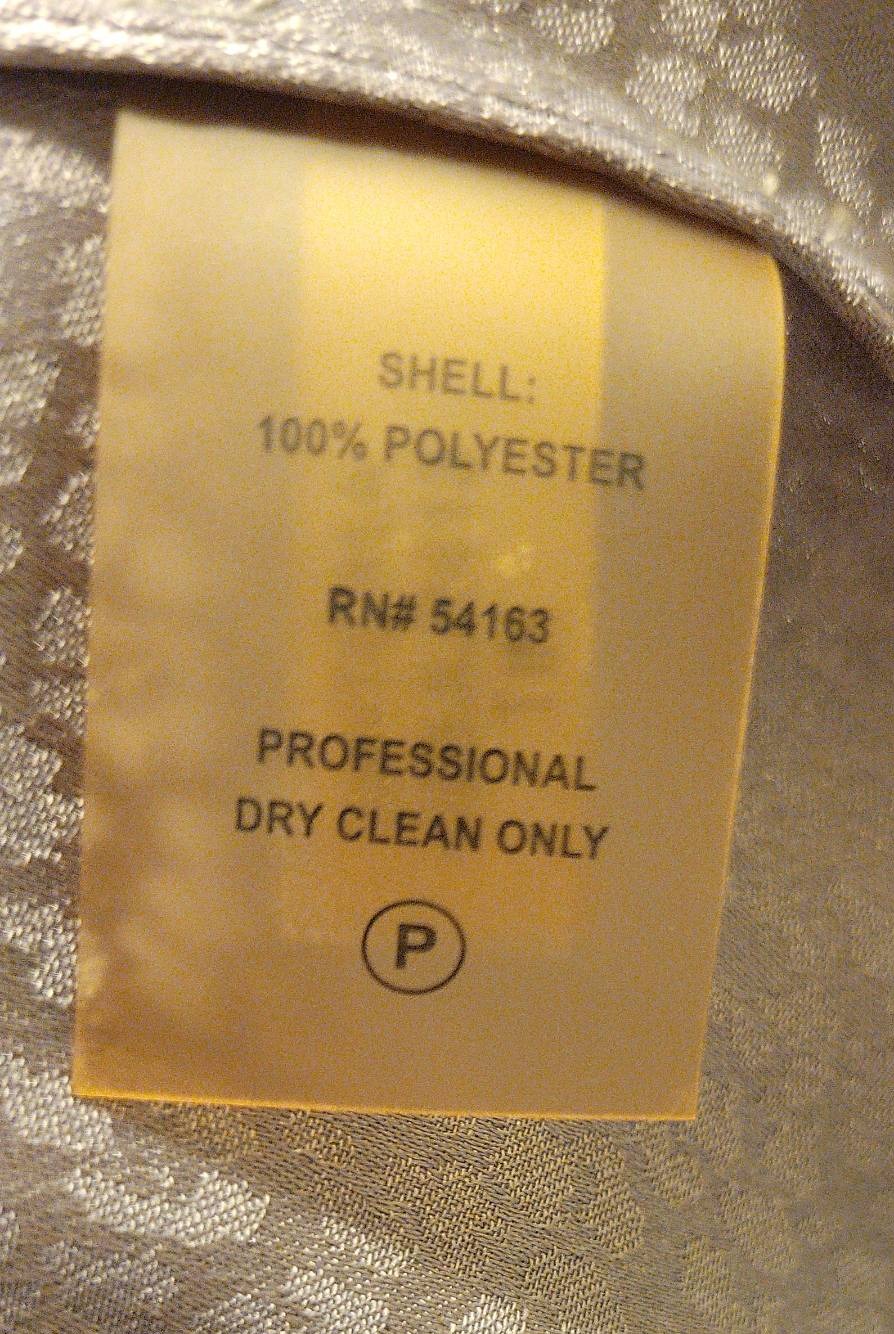 SHELL:
100% POLYESTER
RN# 54163
PROFESSIONAL
DRY CLEAN ONLY
P